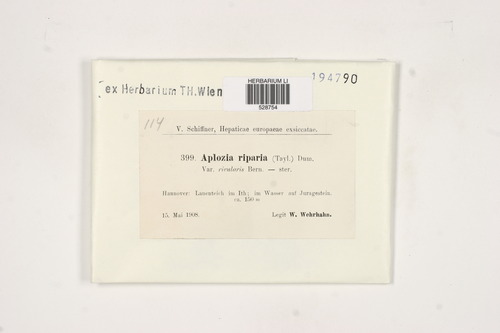 HERBARIUM LI
528754
194790
ex Herbarium TH.Wien
114
V. Schiffner, Hepaticae europaeae exsiccatae.
399. Aplozia riparia (Tayl.) Dum.
Var. rivularis Bern. — ster.
Hannover: Lauenteich im Ith; im Wasser auf Juragestein.
ca. 150 m
15. Mai 1908.
Legit W. Wehrhahn.